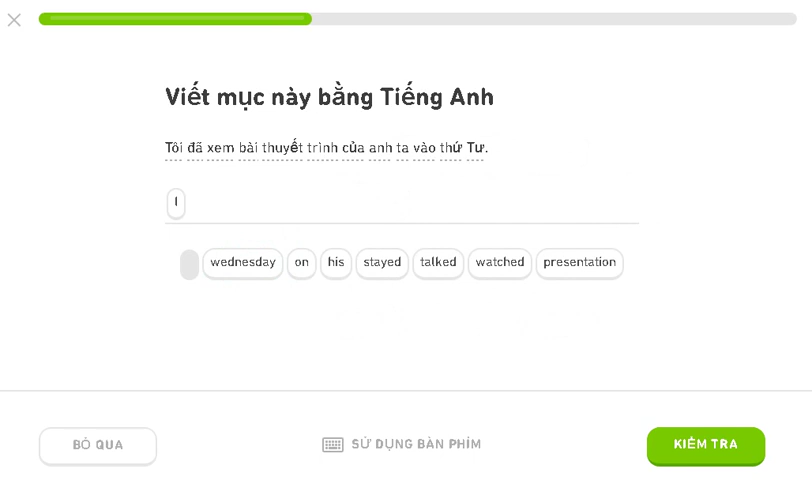 Viết mục này bằng Tiếng Anh
Tôi đã xem bài thuyết trình của anh ta vào thứ Tư.
I
wednesday on his stayed talked watched presentation
BỎ QUA SỬ DỤNG BÀN PHÍM KIỂM TRA